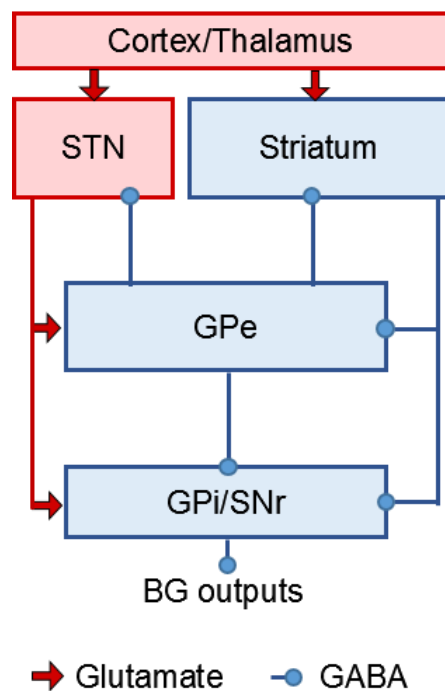 Cortex/Thalamus
STN
Striatum
GPe
GPi/SNr
BG outputs
Glutamate
GABA